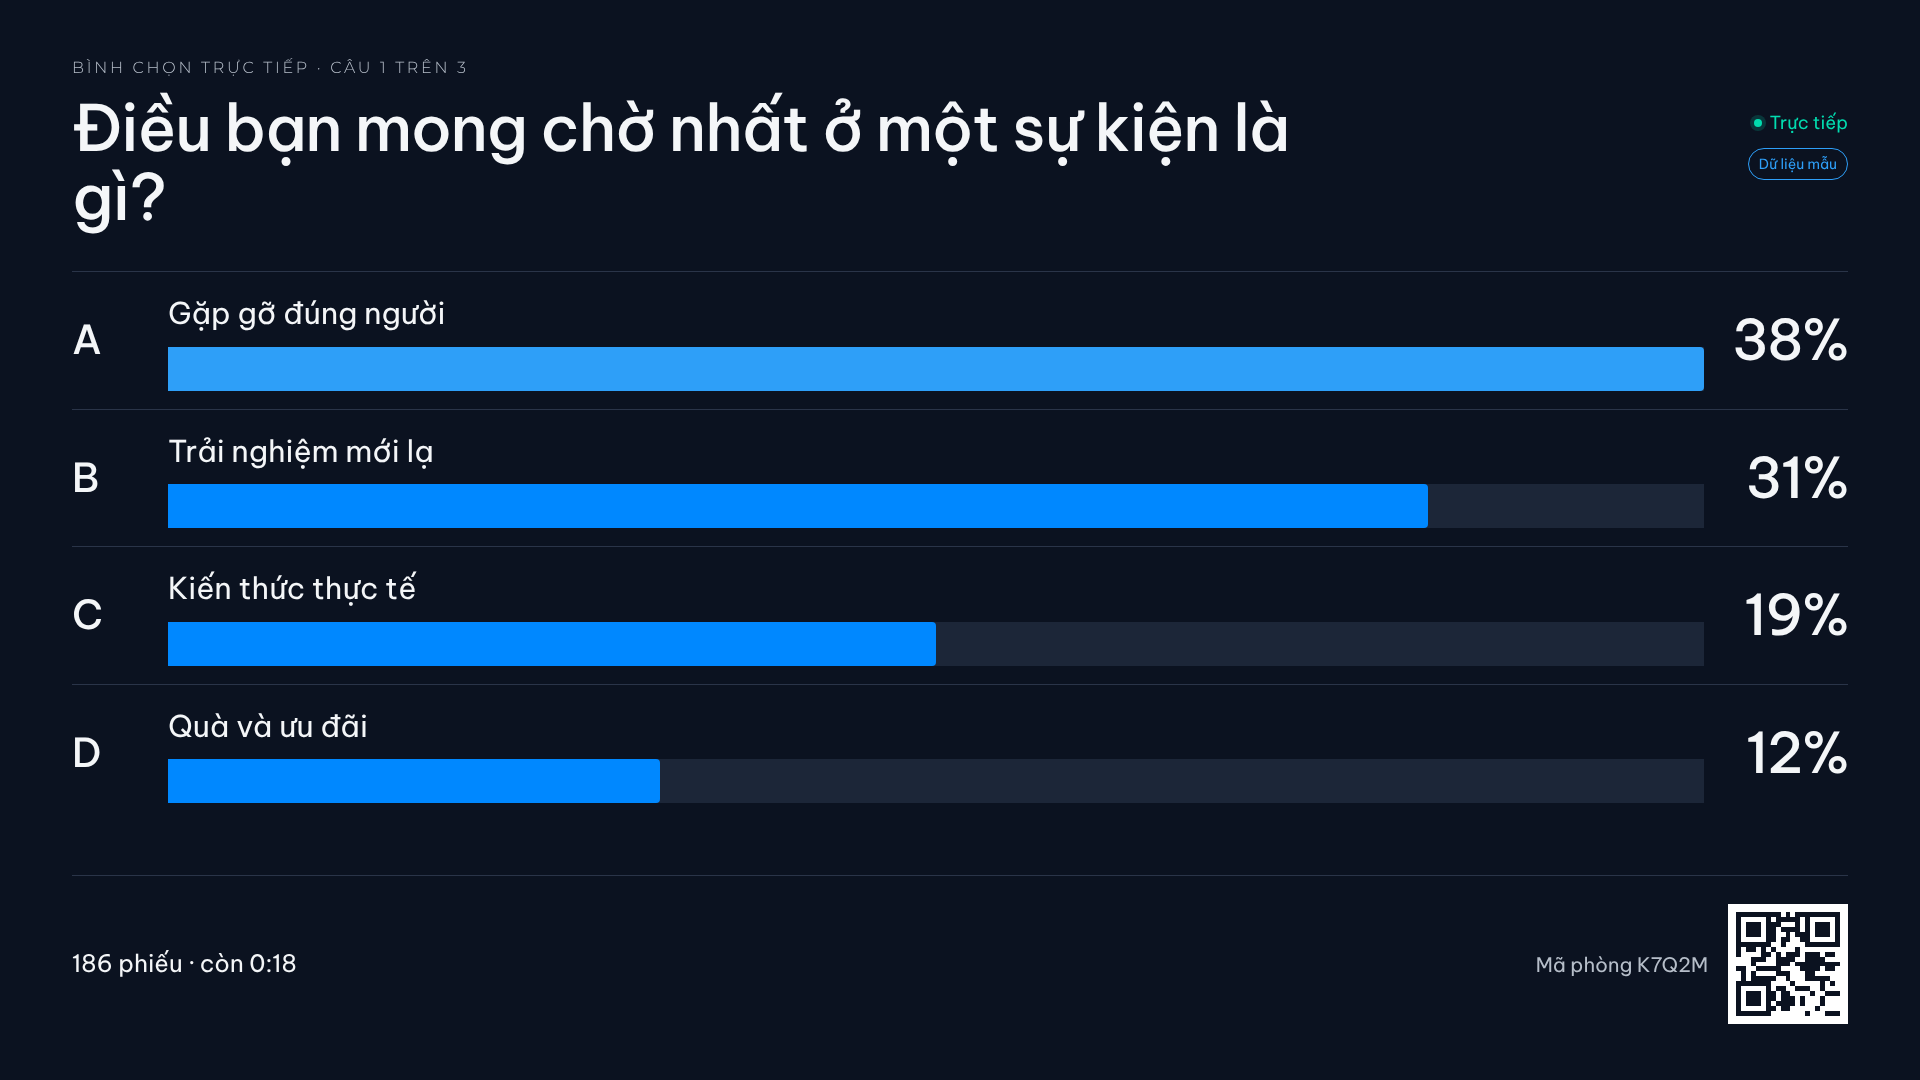 BÌNH CHỌN TRỰC TIẾP · CÂU 1 TRÊN 3
Điều bạn mong chờ nhất ở một sự kiện là
gì?
Trực tiếp
Dữ liệu mẫu
A
Gặp gỡ đúng người
38%
B
Trải nghiệm mới lạ
31%
C
Kiến thức thực tế
19%
D
Quà và ưu đãi
12%
186 phiếu · còn 0:18
Mã phòng K7Q2M